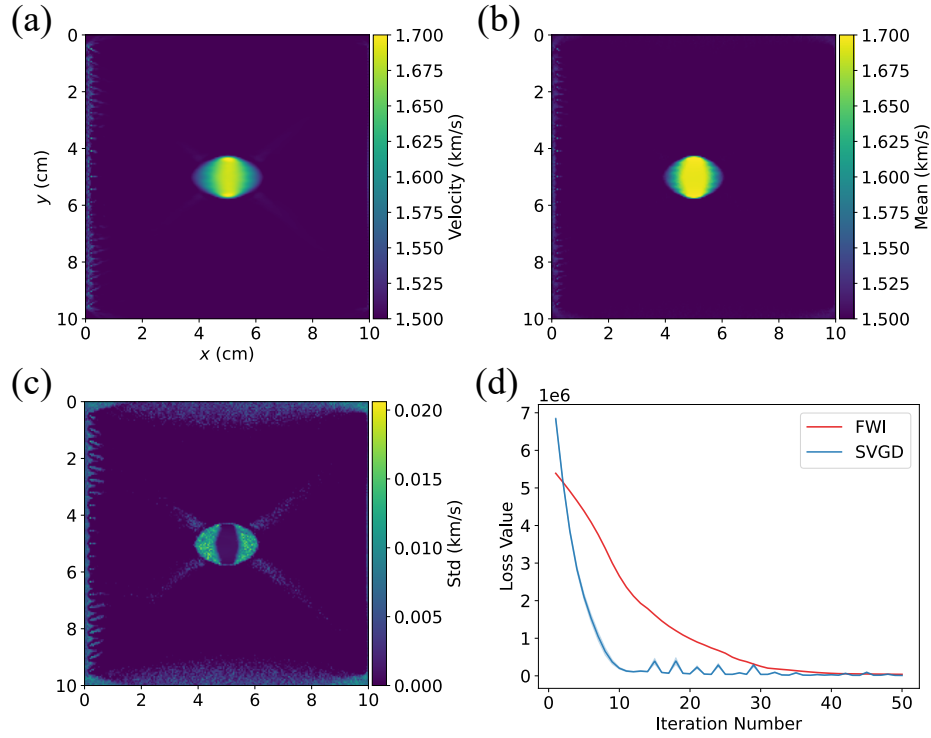 (a)
0
2
4
6
8
10
y (cm)
0 2 4 6 8 10
x (cm)
1.700
1.675
1.650
1.625
1.600
1.575
1.550
1.525
1.500
Velocity (km/s)
(b)
0
2
4
6
8
10
0 2 4 6 8 10
1.700
1.675
1.650
1.625
1.600
1.575
1.550
1.525
1.500
Mean (km/s)
(c)
0
2
4
6
8
10
0 2 4 6 8 10
0.020
0.015
0.010
0.005
0.000
Std (km/s)
(d)
1e6
7
6
5
4
3
2
1
0
Loss Value
0 10 20 30 40 50
Iteration Number
FWI
SVGD